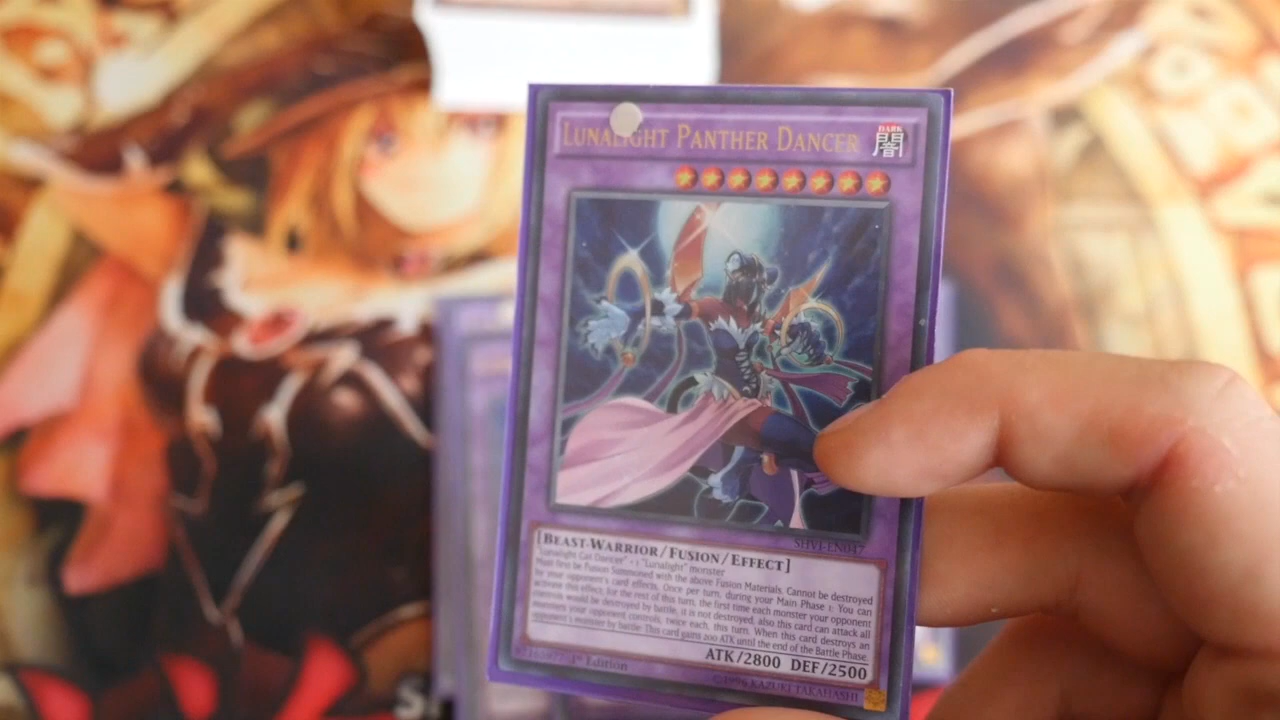 LUNALIGHT PANTHER DANCER
DARK
闇
SHVI-EN047
[BEAST-WARRIOR/FUSION/EFFECT]
"Lunalight Cat Dancer" + 1 "Lunalight" monster
Must first be Fusion Summoned with the above Fusion Materials. Cannot be destroyed
by your opponent's card effects. Once per turn, during your Main Phase 1: You can
activate this effect; for the rest of this turn, the first time each monster your opponent
controls would be destroyed by battle, it is not destroyed, also this card can attack all
monsters your opponent controls, twice each, this turn. When this card destroys an
opponent's monster by battle: This card gains 200 ATK until the end of the Battle Phase.
ATK/2800 DEF/2500
1st Edition
©1996 KAZUKI TAKAHASHI